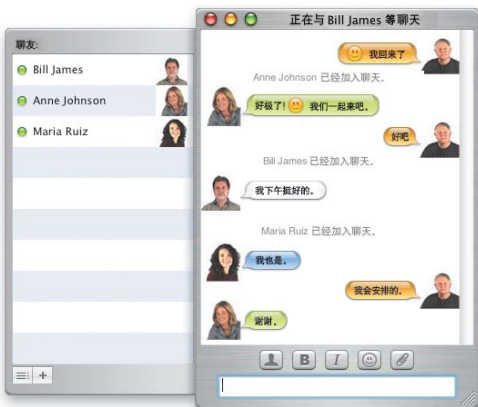 聊友:
Bill James
Anne Johnson
Maria Ruiz
正在与 Bill James 等聊天
我回来了
Anne Johnson 已经加入聊天。
好极了! 我们一起来吧。
好吧
Bill James 已经加入聊天。
我下午挺好的。
Maria Ruiz 已经加入聊天。
我也是。
我会安排的。
谢谢。
B
I